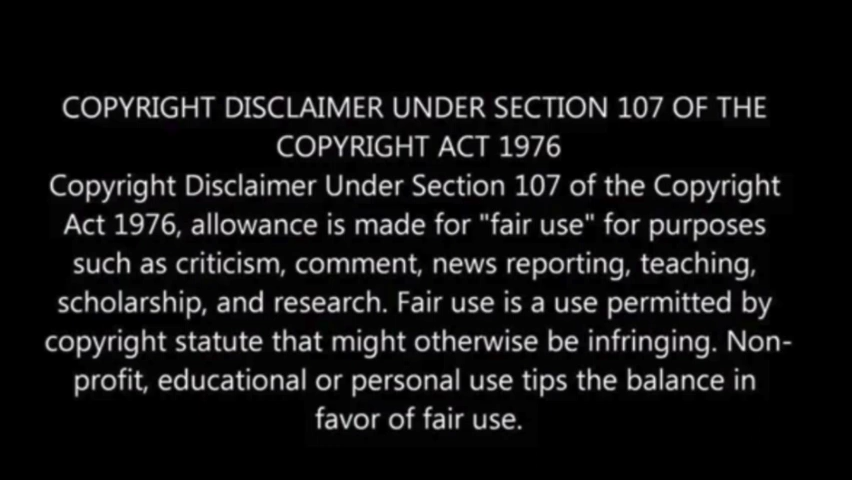 COPYRIGHT DISCLAIMER UNDER SECTION 107 OF THE
COPYRIGHT ACT 1976
Copyright Disclaimer Under Section 107 of the Copyright
Act 1976, allowance is made for "fair use" for purposes
such as criticism, comment, news reporting, teaching,
scholarship, and research. Fair use is a use permitted by
copyright statute that might otherwise be infringing. Non-
profit, educational or personal use tips the balance in
favor of fair use.